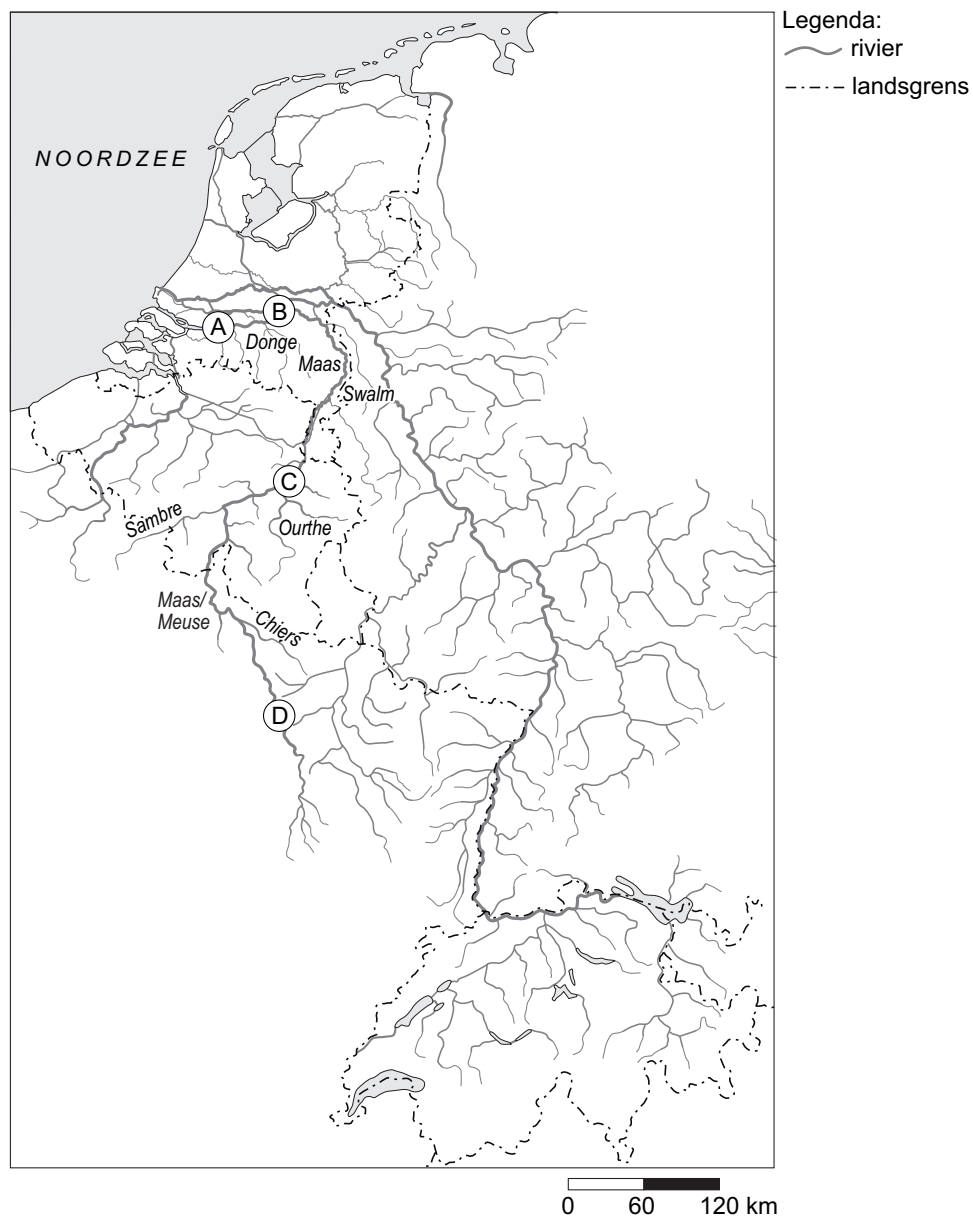 Legenda:
rivier
landsgrens
NOORDZEE
A
B
Donge
Maas
Swalm
C
Sambre
Ourthe
Maas/
Meuse
Chiers
D
0 60 120 km